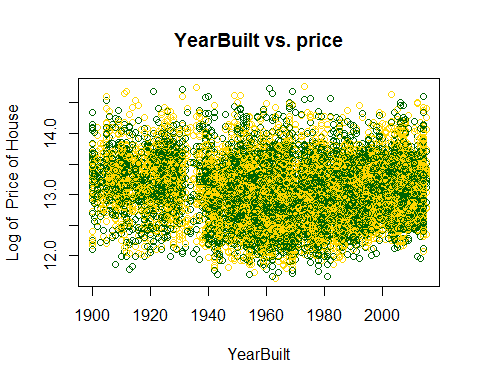 YearBuilt vs. price
Log of  Price of House
14.0
13.0
12.0
1900 1920 1940 1960 1980 2000
YearBuilt